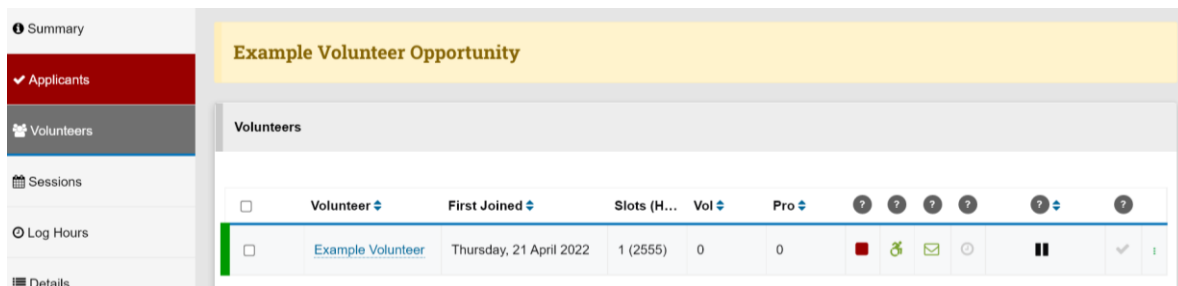 Summary
Applicants
Volunteers
Sessions
Log Hours
Details
Example Volunteer Opportunity
Volunteers
Volunteer First Joined Slots (H... Vol Pro ? ? ? ? ? ?
Example Volunteer Thursday, 21 April 2022 1 (2555) 0 0